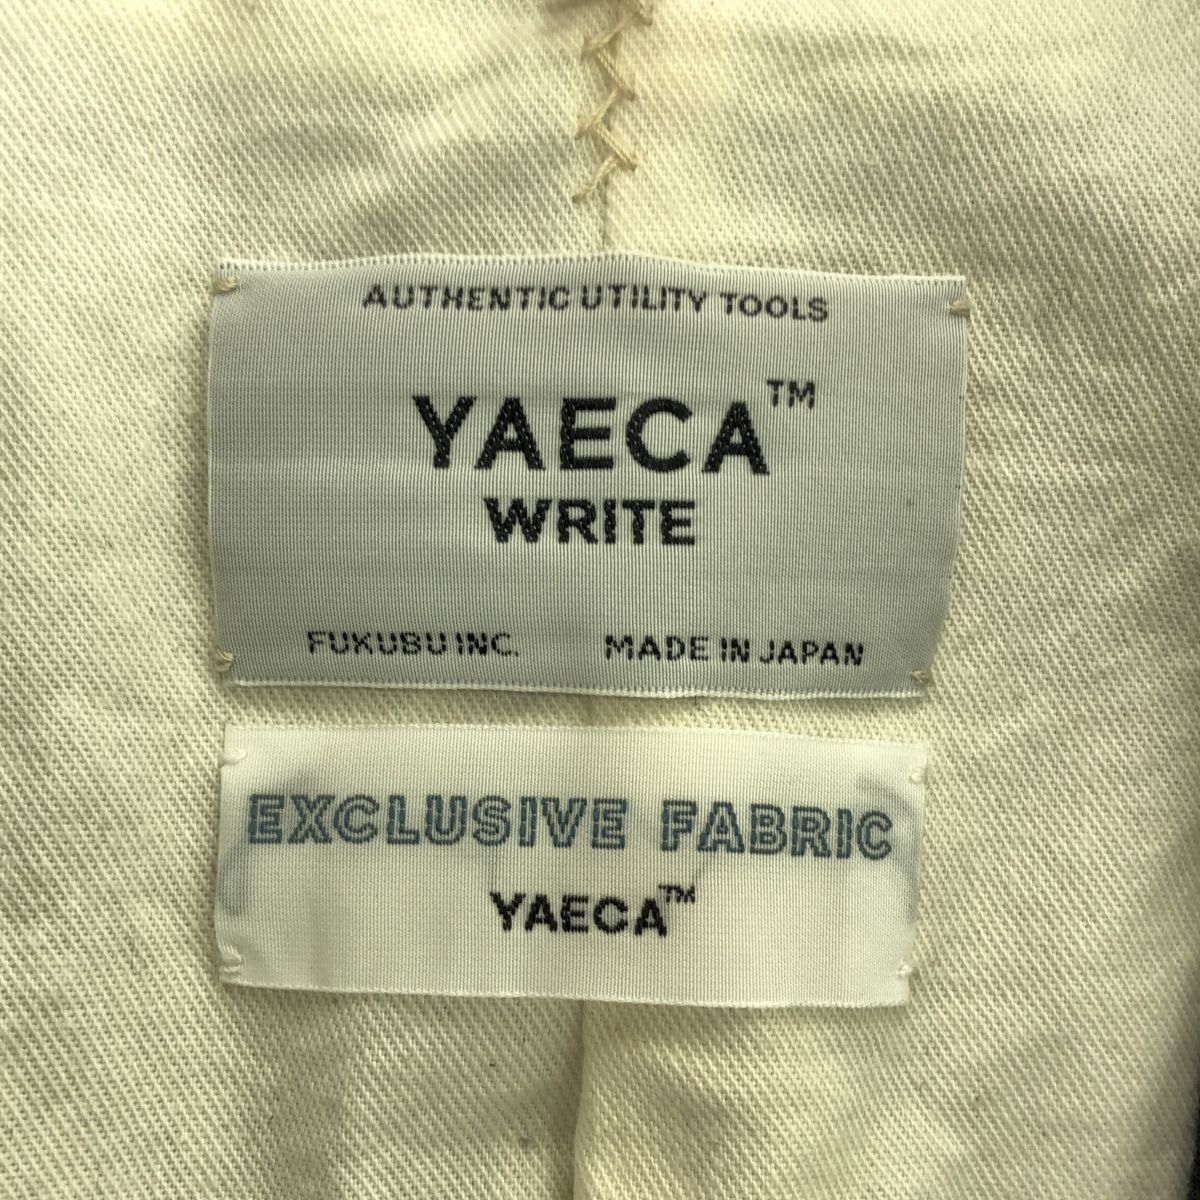 AUTHENTIC UTILITY TOOLS
YAECA™
WRITE
FUKUBU INC. MADE IN JAPAN
EXCLUSIVE FABRIC
YAECA™